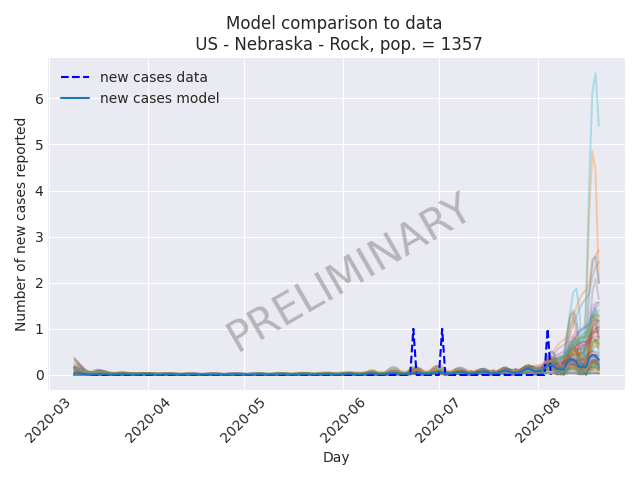 Model comparison to data
US - Nebraska - Rock, pop. = 1357
new cases data
new cases model
Number of new cases reported
6
5
4
3
2
1
0
PRELIMINARY
2020-03
2020-04
2020-05
2020-06
2020-07
2020-08
Day